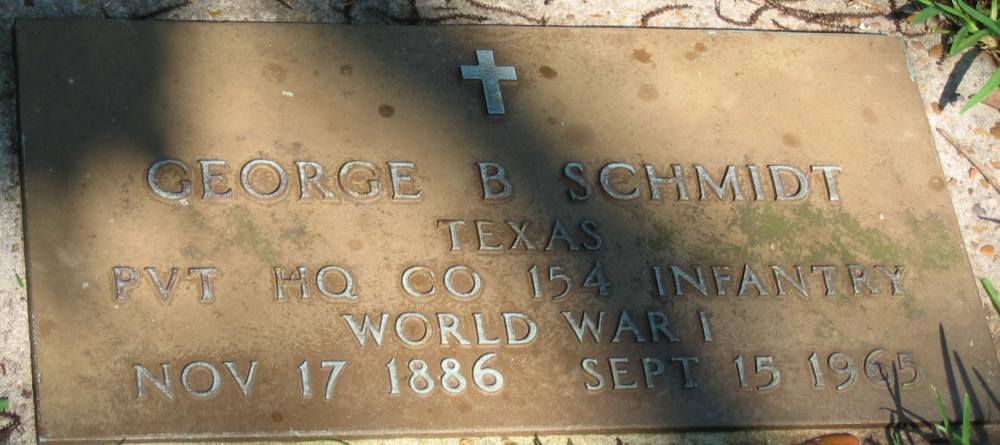 GEORGE B SCHMIDT
TEXAS
PVT HQ CO 154 INFANTRY
WORLD WAR I
NOV 17 1886 SEPT 15 1965